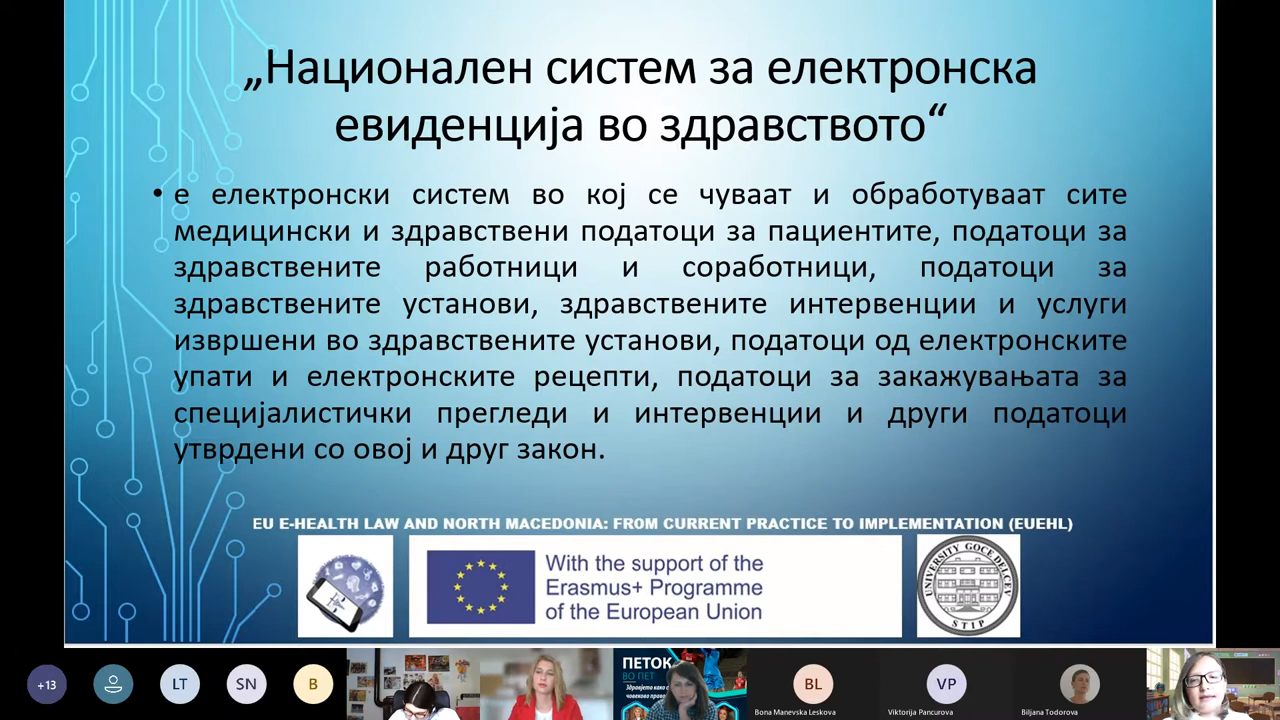 „Национален систем за електронска
евиденција во здравството“
• е електронски систем во кој се чуваат и обработуваат сите
медицински и здравствени податоци за пациентите, податоци за
здравствените работници и соработници, податоци за
здравствените установи, здравствените интервенции и услуги
извршени во здравствените установи, податоци од електронските
упати и електронските рецепти, податоци за закажувањата за
специјалистички прегледи и интервенции и други податоци
утврдени со овој и друг закон.
EU E-HEALTH LAW AND NORTH MACEDONIA: FROM CURRENT PRACTICE TO IMPLEMENTATION (EUEHL)
With the support of the
Erasmus+ Programme
of the European Union
UNIVERSITY GOCE DELCEV
STIP
+13
LT
SN
B
ПЕТОК
ВО ПЕТ
Здравјето како
човеково право
BL
Bona Manevska Leskova
VP
Viktorija Pancurova
Biljana Todorova